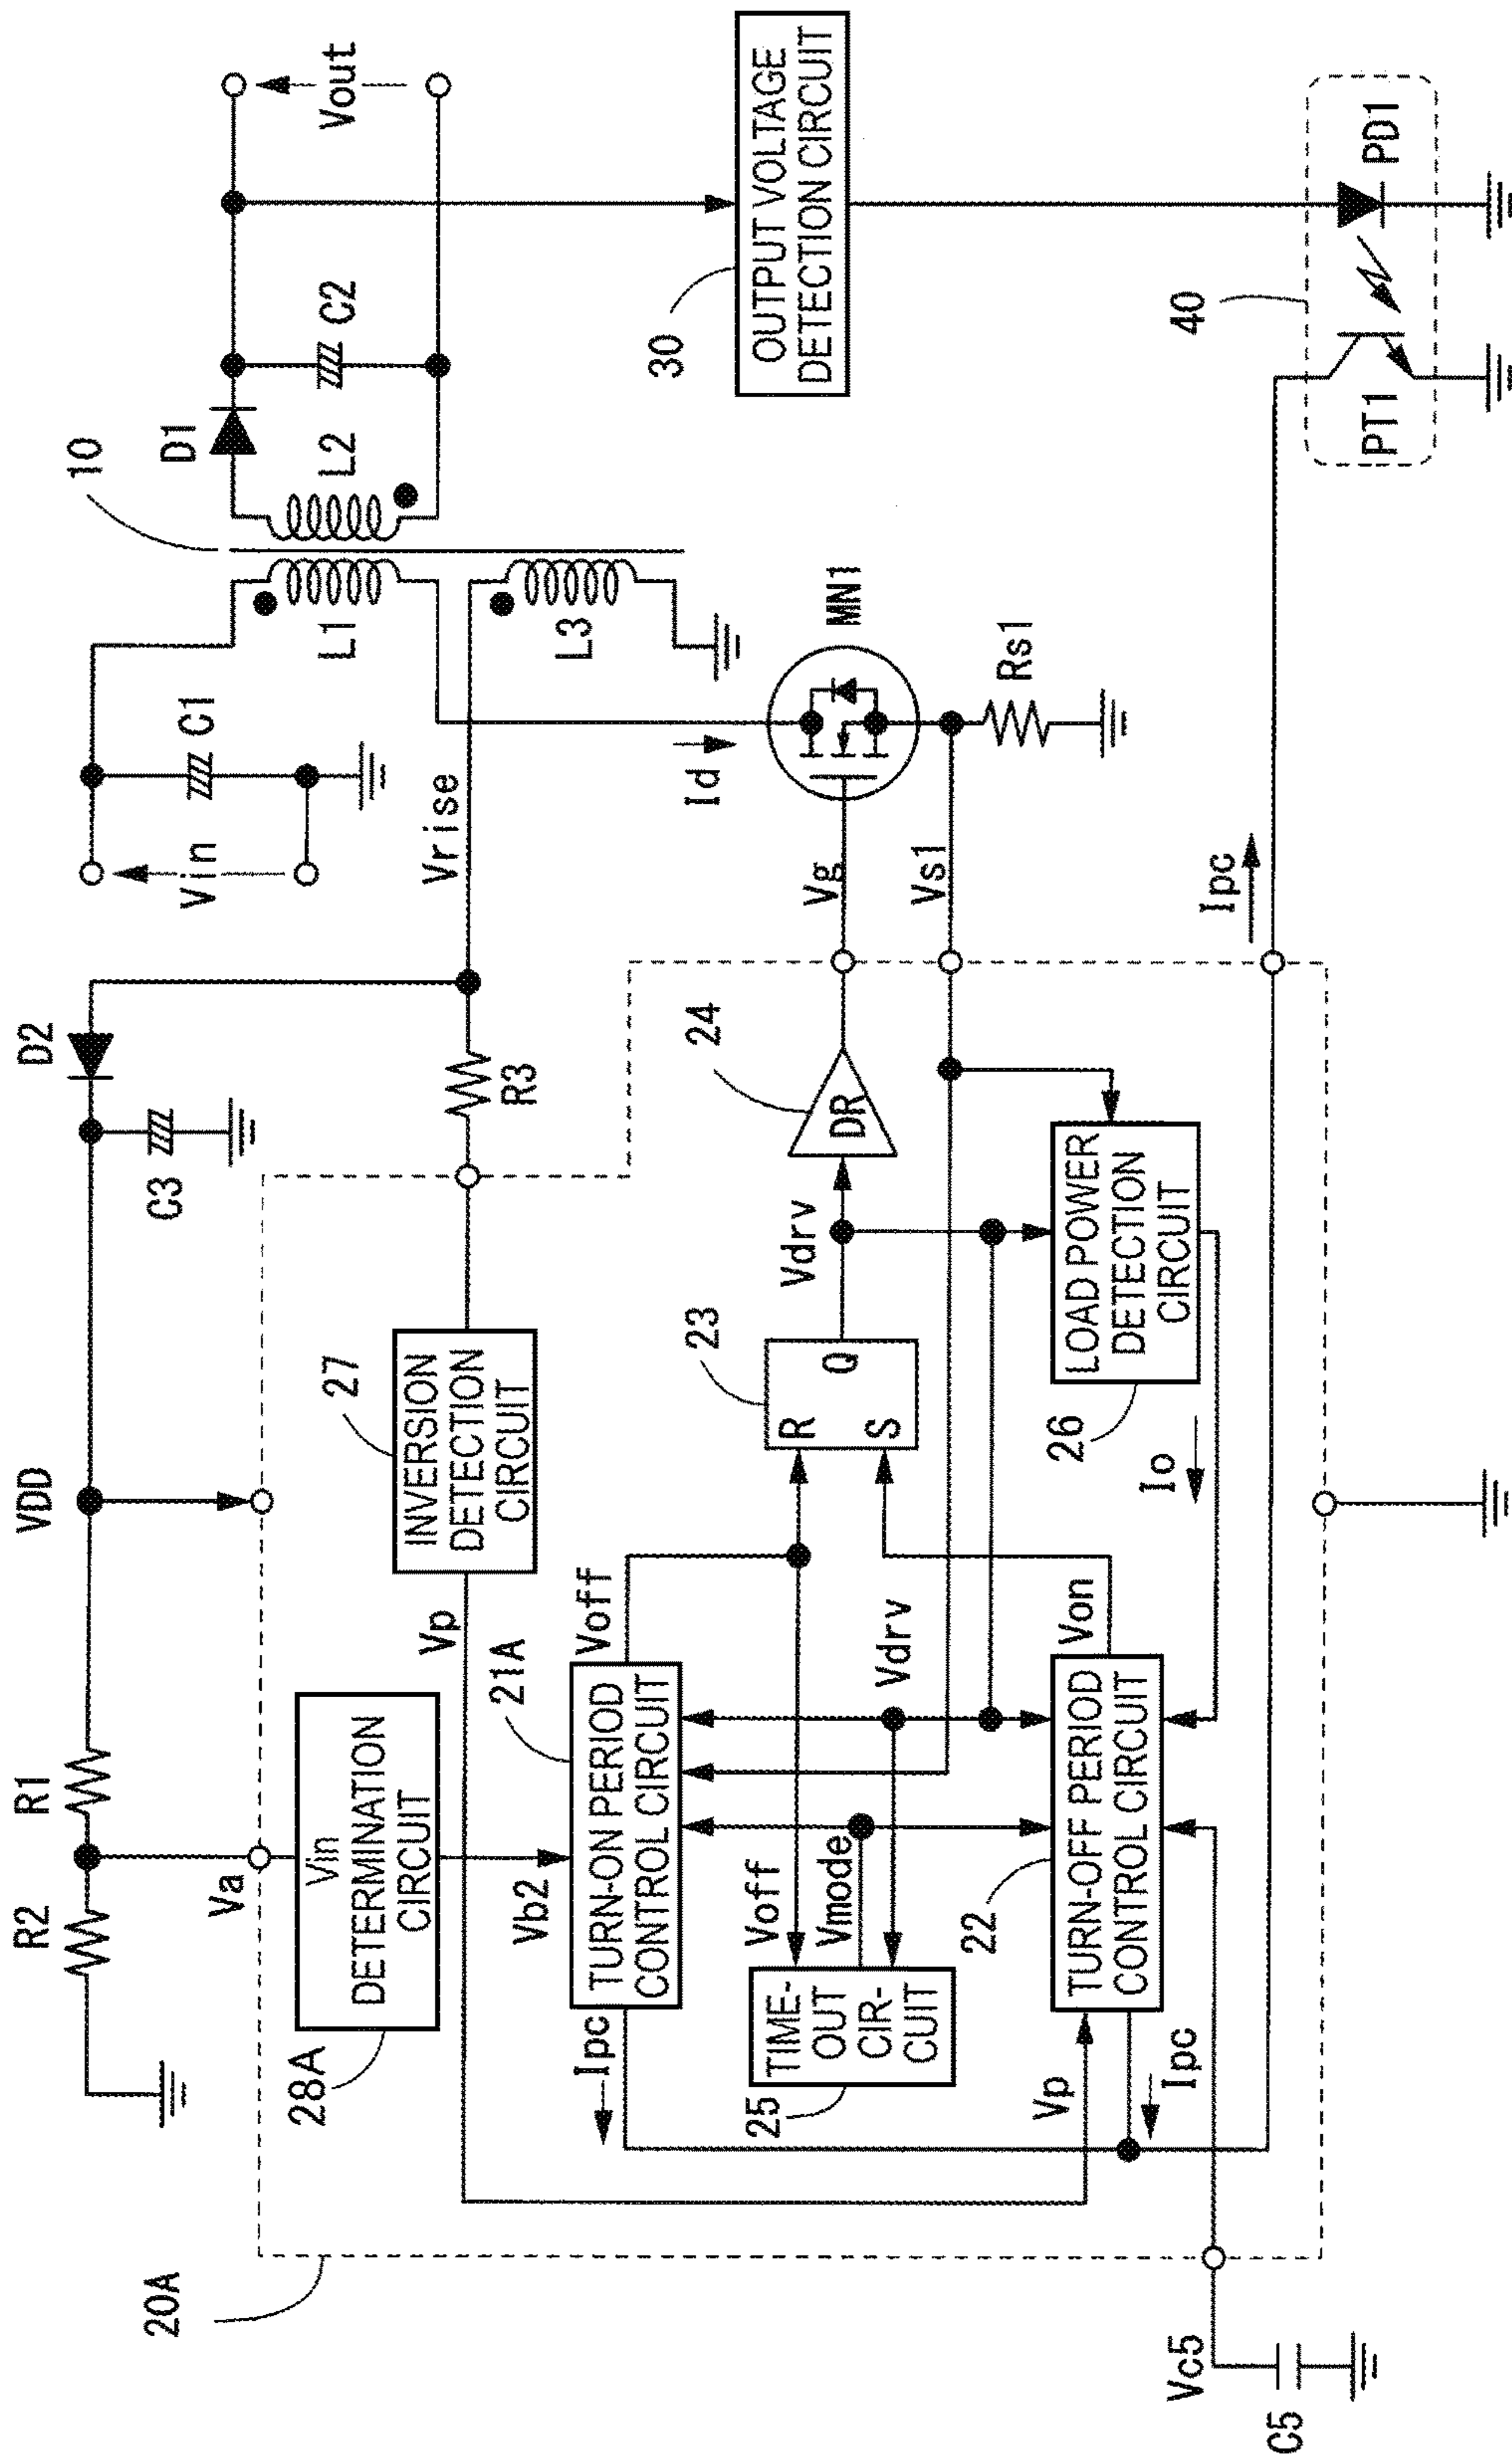 20A
R2
R1
VDD
D2
C3
Va
Vin
C1
10
D1
L1
L2
C2
Vout
28A
Vin
DETERMINATION
CIRCUIT
Vp
27
INVERSION
DETECTION
CIRCUIT
R3
Vrise
L3
Vb2
21A
Voff
TURN-ON PERIOD
CONTROL CIRCUIT
Ipc
Id
MN1
30
OUTPUT VOLTAGE
DETECTION CIRCUIT
25
TIME-
OUT
CIR-
CUIT
Voff
Vmode
Vdrv
23
R
S
Q
Vdrv
24
DR
Vg
Vs1
Rs1
Vp
22
TURN-OFF PERIOD
CONTROL CIRCUIT
Von
Ipc
26
LOAD POWER
DETECTION
CIRCUIT
Io
Ipc
40
PT1
PD1
Vc5
C5